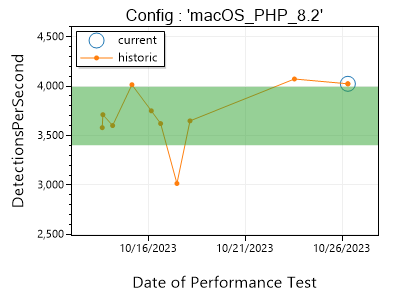 Config : 'macOS_PHP_8.2'
current
historic
4,500
4,000
3,500
3,000
2,500
DetectionsPerSecond
10/16/2023
10/21/2023
10/26/2023
Date of Performance Test